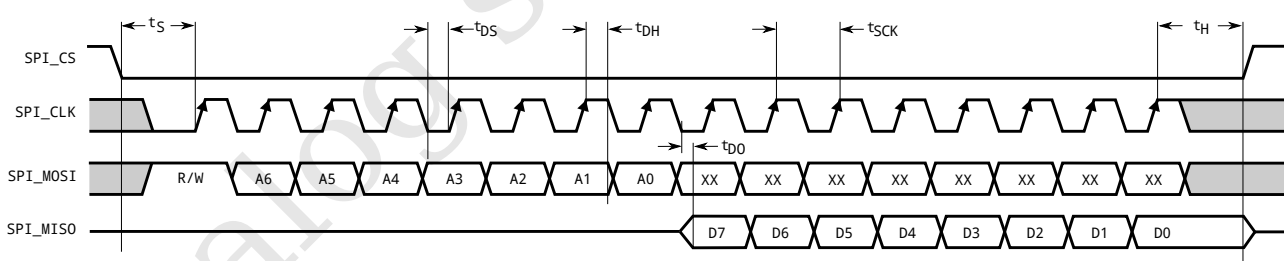 tS tDS tDH tSCK tH
SPI_CS
SPI_CLK
tDO
SPI_MOSI R/W A6 A5 A4 A3 A2 A1 A0 XX XX XX XX XX XX XX XX
SPI_MISO D7 D6 D5 D4 D3 D2 D1 D0
alog s